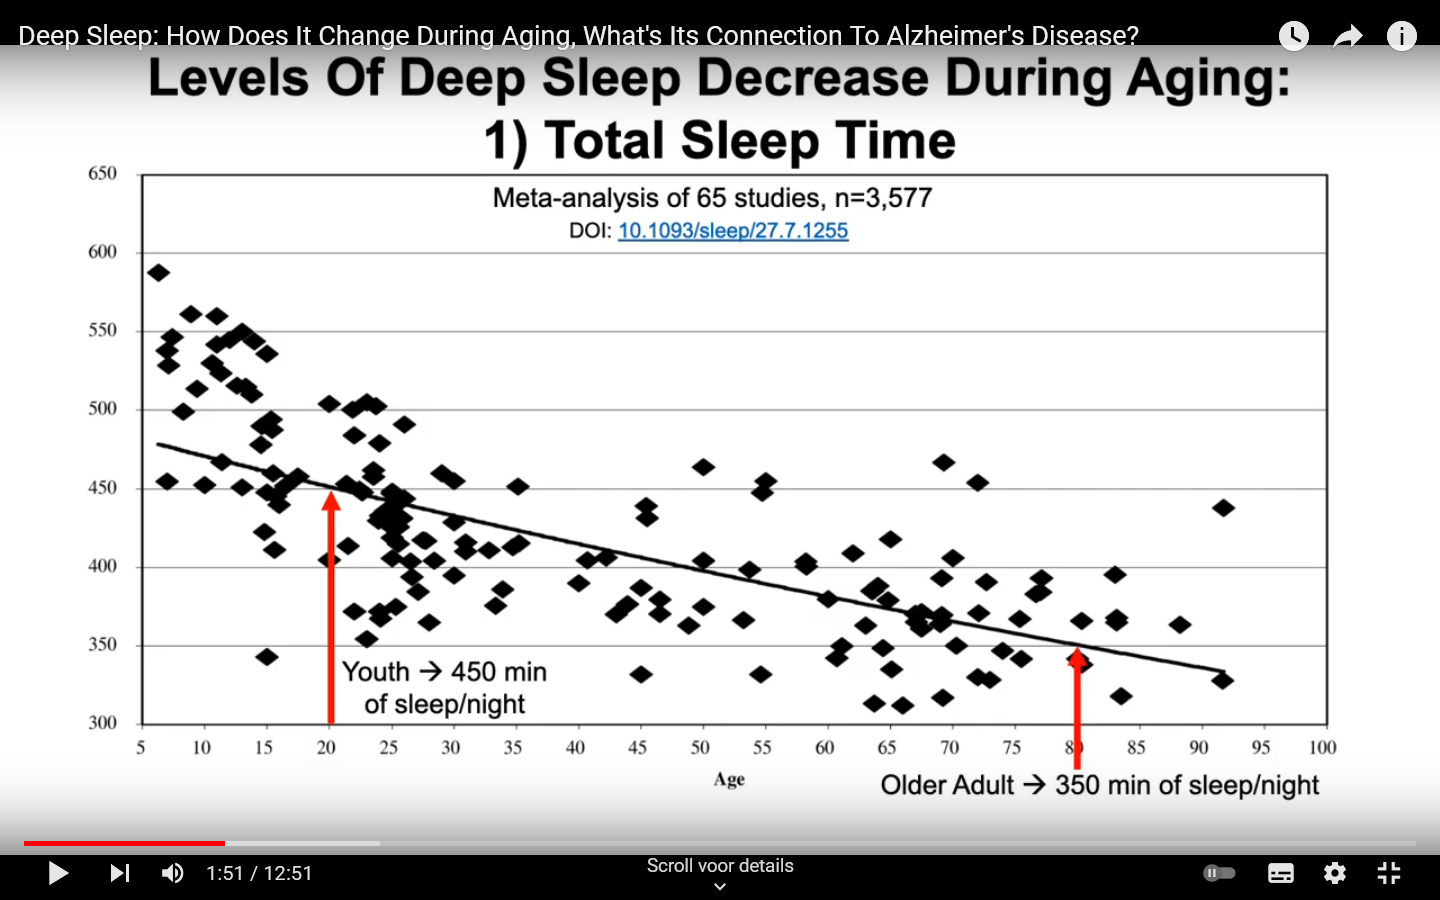 Deep Sleep: How Does It Change During Aging, What's Its Connection To Alzheimer's Disease?
Levels Of Deep Sleep Decrease During Aging:
1) Total Sleep Time
650
Meta-analysis of 65 studies, n=3,577
DOI: 10.1093/sleep/27.7.1255
600
550
500
450
400
350
Youth → 450 min
of sleep/night
300
5 10 15 20 25 30 35 40 45 50 55 60 65 70 75 80 85 90 95 100
Age
Older Adult → 350 min of sleep/night
1:51 / 12:51
Scroll voor details